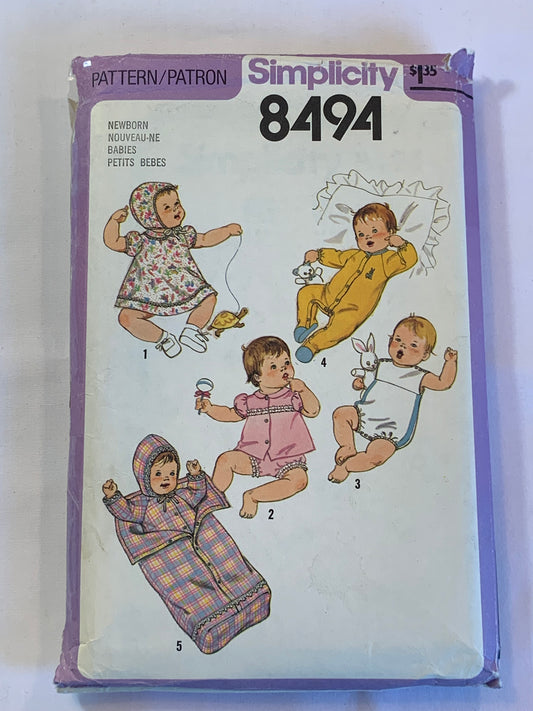 PATTERN/PATRON
Simplicity
$1.35
8494
NEWBORN
NOUVEAU-NE
BABIES
PETITS BEBES
1
4
2
3
5